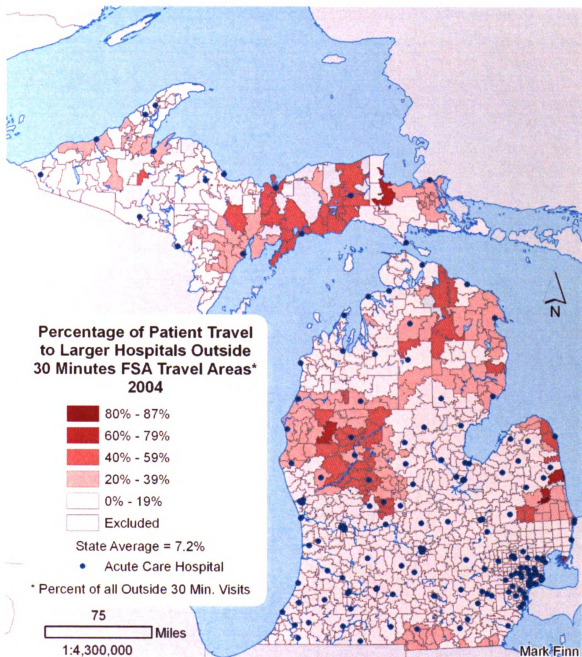 N
Percentage of Patient Travel
to Larger Hospitals Outside
30 Minutes FSA Travel Areas*
2004
80% - 87%
60% - 79%
40% - 59%
20% - 39%
0% - 19%
Excluded
State Average = 7.2%
Acute Care Hospital
* Percent of all Outside 30 Min. Visits
75
Miles
1:4,300,000
Mark Finn